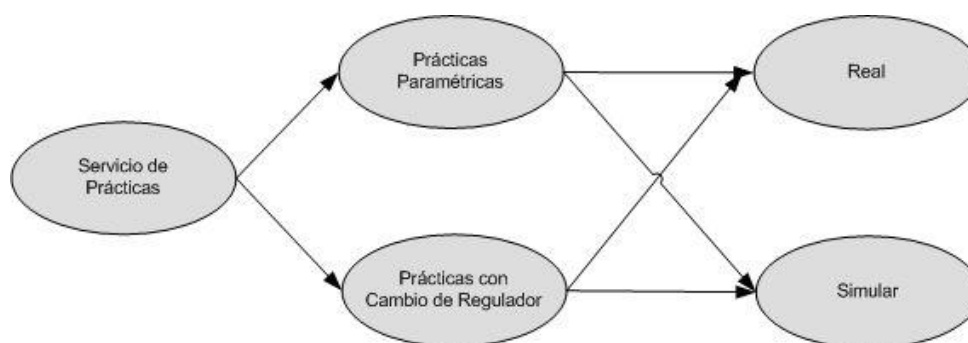 Prácticas
Paramétricas
Real
Servicio de
Prácticas
Prácticas con
Cambio de Regulador
Simular